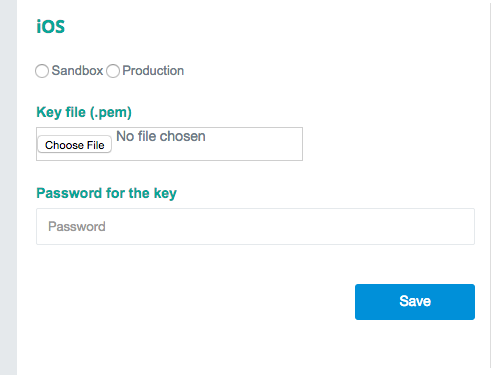 iOS
Sandbox Production
Key file (.pem)
Choose File No file chosen
Password for the key
Password
Save